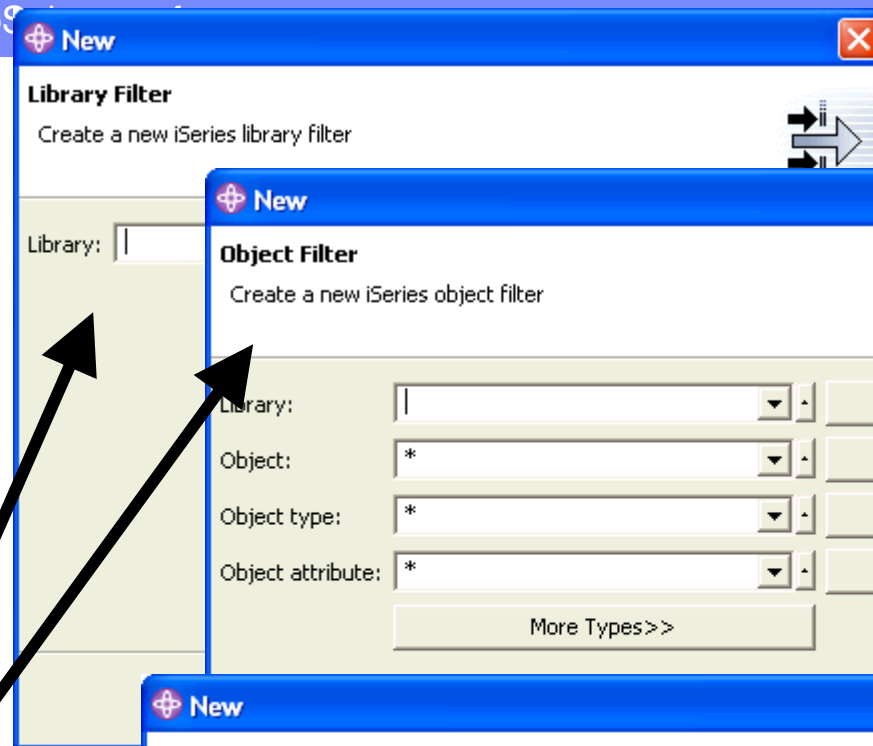 New
Library Filter
Create a new iSeries library filter
Library:
New
Object Filter
Create a new iSeries object filter
Library:
Object: *
Object type: *
Object attribute: *
More Types>>
New